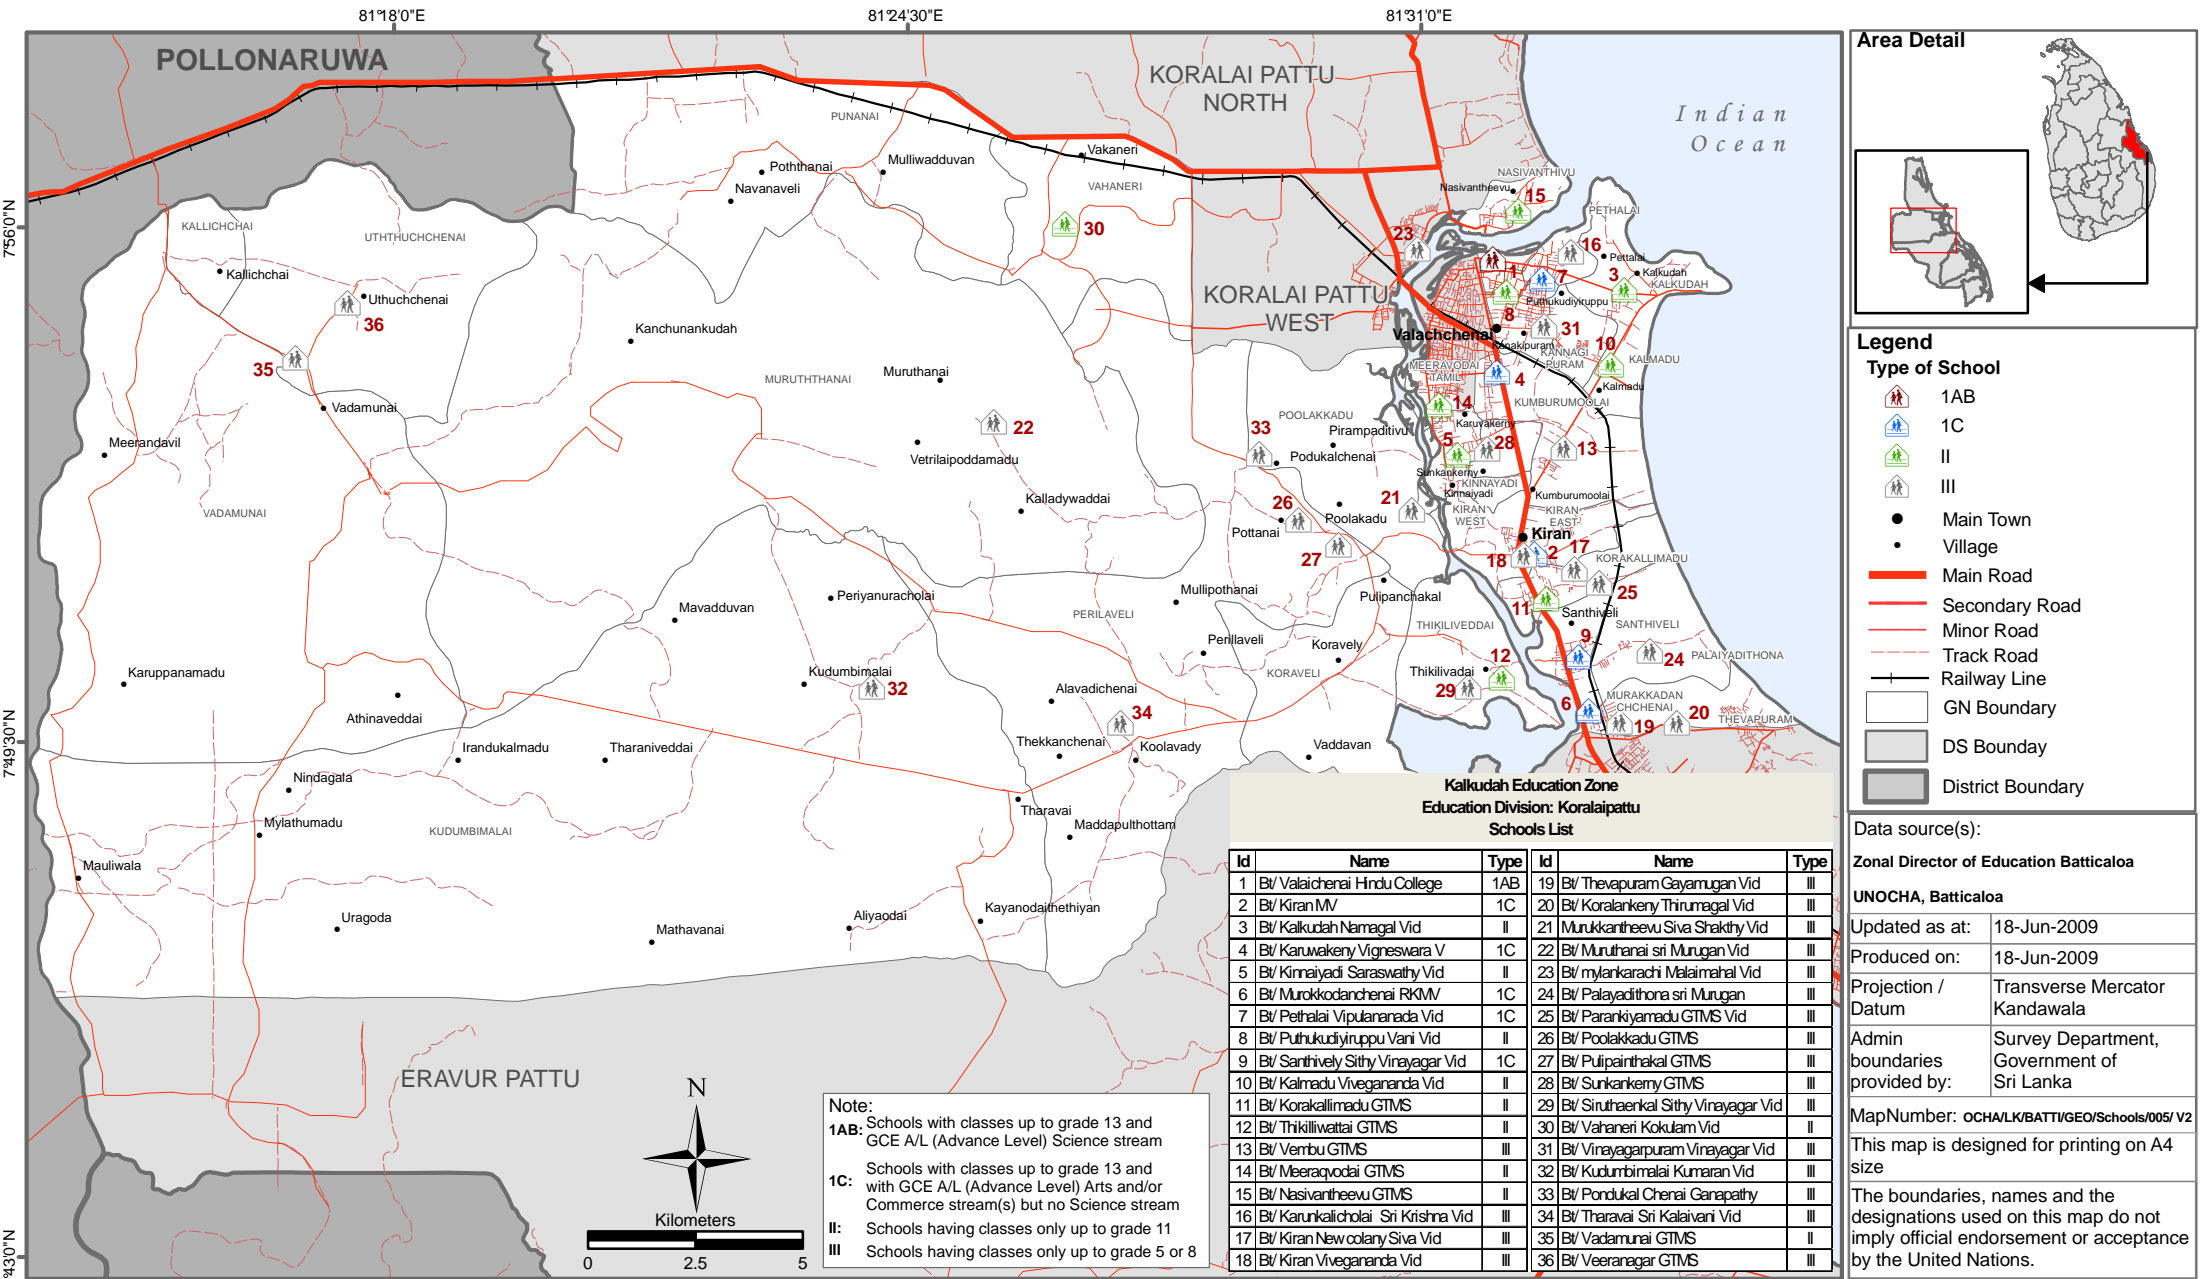 81°18'0"E
81°24'30"E
81°31'0"E
7°56'0"N
7°49'30"N
°43'0"N
POLLONARUWA
KORALAI PATTU
NORTH
Indian
Ocean
PUNANAI
Vakaneri
Poththanai
Mulliwadduvan
Navanaveli
VAHANERI
NASIVANTHIVU
Nasivantheevu
15
PETHALAI
KALLICHCHAI
UTHTHUCHCHENAI
30
23
16
Pettalai
Kallichchai
1
7
3
Kalkudah
KALKUDAH
Uthuchchenai
36
KORALAI PATTU
WEST
Puthukudiyiruppu
8
31
Kanchunankudah
Valachchenai
Vinakipuram
10
KANNAGI
PURAM
KALMADU
35
MURUTHTHANAI
Muruthanai
MEERAVODAI
TAMIL
4
Kalmadu
Vadamunai
14
KUMBURUMOOLAI
POOLAKKADU
Karuvakerny
22
33
Pirampaditivu
5
28
13
Meerandavil
Vetrilaipoddamadu
Podukalchenai
Sunkankerny
KINNAYADI
Kinnaiyadi
Kumburumoolai
VADAMUNAI
Kalladywaddai
26
21
KIRAN
WEST
KIRAN
EAST
Pottanai
Poolakadu
Kiran
27
18
2
17
KORAKALLIMADU
Periyanuracholai
Mullipothanai
Pulipanchakal
25
Mavadduvan
PERILAVELI
11
Santhiveli
THIKILIVEDDAI
SANTHIVELI
Perillaveli
Koravely
9
24
PALAIYADITHONA
Karuppanamadu
Kudumbimalai
32
KORAVELI
Thikilivadai
12
29
Athinaveddai
Alavadichenai
34
6
MURAKKADAN
CHCHENAI
19
20
THEVAPURAM
Irandukalmadu
Tharaniveddai
Thekkanchenai
Koolavady
Vaddavan
Nindagala
Tharavai
Mylathumadu
KUDUMBIMALAI
Maddapulthottam
Mauliwala
Uragoda
Mathavanai
Aliyaodai
Kayanodaithethiyan
ERAVUR PATTU
N
Kilometers
0 2.5 5
Note:
1AB: Schools with classes up to grade 13 and
GCE A/L (Advance Level) Science stream
1C: Schools with classes up to grade 13 and
with GCE A/L (Advance Level) Arts and/or
Commerce stream(s) but no Science stream
II: Schools having classes only up to grade 11
III Schools having classes only up to grade 5 or 8
Kalkudah Education Zone
Education Division: Koralaipattu
Schools List
Id Name Type Id Name Type
1 Bt/ Valaichenai Hindu College 1AB 19 Bt/ Thevapuram Gayamugan Vid III
2 Bt/ Kiran MV 1C 20 Bt/ Koralankeny Thirumagal Vid III
3 Bt/ Kalkudah Namagal Vid II 21 Murukkantheevu Siva Shakthy Vid III
4 Bt/ Karuwakeny Vigneswara V 1C 22 Bt/ Muruthanai sri Murugan Vid III
5 Bt/ Kinnaiyadi Saraswathy Vid II 23 Bt/ mylankarachi Malaimahal Vid III
6 Bt/ Murokkodanchenai RKMV 1C 24 Bt/ Palayadithona sri Murugan III
7 Bt/ Pethalai Vipulananada Vid 1C 25 Bt/ Parankiyamadu GTMS Vid III
8 Bt/ Puthukudiyiruppu Vani Vid II 26 Bt/ Poolakkadu GTMS III
9 Bt/ Santhively Sithy Vinayagar Vid 1C 27 Bt/ Pulipainthakal GTMS III
10 Bt/ Kalmadu Vivegananda Vid II 28 Bt/ Sunkankerny GTMS III
11 Bt/ Korakallimadu GTMS II 29 Bt/ Siruthaenkal Sithy Vinayagar Vid III
12 Bt/ Thikilliwattai GTMS II 30 Bt/ Vahaneri Kokulam Vid II
13 Bt/ Vembu GTMS III 31 Bt/ Vinayagarpuram Vinayagar Vid III
14 Bt/ Meeraqvodai GTMS II 32 Bt/ Kudumbimalai Kumaran Vid III
15 Bt/ Nasivantheevu GTMS II 33 Bt/ Pondukal Chenai Ganapathy III
16 Bt/ Karunkalicholai Sri Krishna Vid III 34 Bt/ Tharavai Sri Kalaivani Vid III
17 Bt/ Kiran New colany Siva Vid III 35 Bt/ Vadamunai GTMS II
18 Bt/ Kiran Vivegananda Vid III 36 Bt/ Veeranagar GTMS III
Area Detail
Legend
Type of School
1AB
1C
II
III
Main Town
Village
Main Road
Secondary Road
Minor Road
Track Road
Railway Line
GN Boundary
DS Bounday
District Boundary
Data source(s):
Zonal Director of Education Batticaloa
UNOCHA, Batticaloa
Updated as at: 18-Jun-2009
Produced on: 18-Jun-2009
Projection / Datum Transverse Mercator Kandawala
Admin boundaries provided by: Survey Department, Government of Sri Lanka
MapNumber: OCHA/LK/BATTI/GEO/Schools/005/ V2
This map is designed for printing on A4
size
The boundaries, names and the
designations used on this map do not
imply official endorsement or acceptance
by the United Nations.